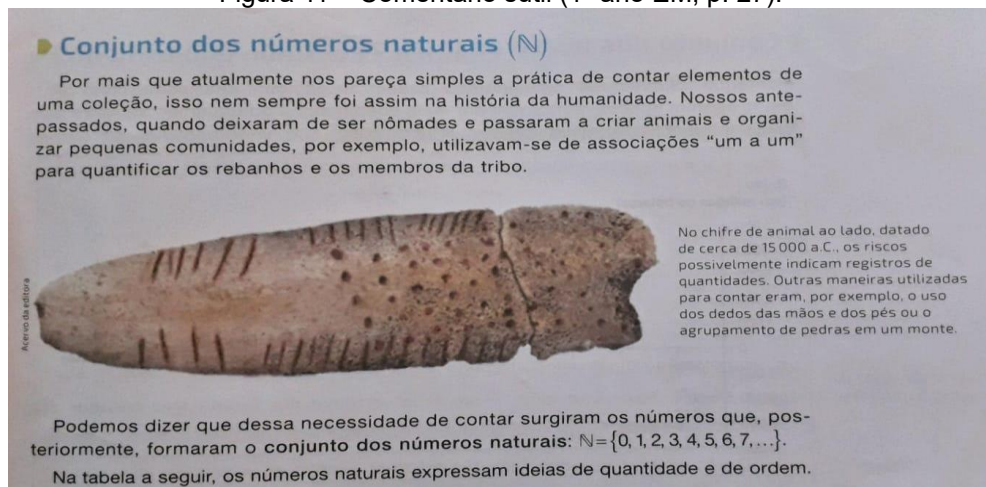 Figura 11 – Comentário sutil (1º ano EM, p. 27).
Conjunto dos números naturais (ℕ)
Por mais que atualmente nos pareça simples a prática de contar elementos de
uma coleção, isso nem sempre foi assim na história da humanidade. Nossos ante-
passados, quando deixaram de ser nômades e passaram a criar animais e organi-
zar pequenas comunidades, por exemplo, utilizavam-se de associações “um a um”
para quantificar os rebanhos e os membros da tribo.
No chifre de animal ao lado, datado
de cerca de 15 000 a.C., os riscos
possivelmente indicam registros de
quantidades. Outras maneiras utilizadas
para contar eram, por exemplo, o uso
dos dedos das mãos e dos pés ou o
agrupamento de pedras em um monte.
Acervo da editora
Podemos dizer que dessa necessidade de contar surgiram os números que, pos-
teriormente, formaram o conjunto dos números naturais: ℕ={0, 1, 2, 3, 4, 5, 6, 7,...}.
Na tabela a seguir, os números naturais expressam ideias de quantidade e de ordem.